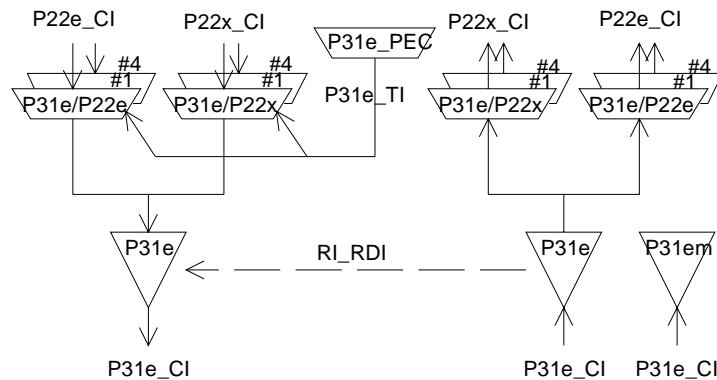 P22e_CI
P22x_CI
P31e_PEC
P22x_CI
P22e_CI
#4
#1
P31e/P22e
#4
#1
P31e/P22x
P31e_TI
#4
#1
P31e/P22x
#4
#1
P31e/P22e
P31e
RI_RDI
P31e
P31em
P31e_CI
P31e_CI
P31e_CI